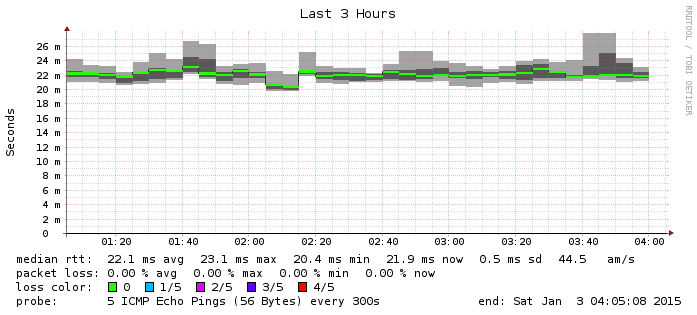 Last 3 Hours
RRDTOOL / TOBI OETIKER
Seconds
26 m
24 m
22 m
20 m
18 m
16 m
14 m
12 m
10 m
8 m
6 m
4 m
2 m
0
01:20 01:40 02:00 02:20 02:40 03:00 03:20 03:40 04:00
median rtt: 22.1 ms avg 23.1 ms max 20.4 ms min 21.9 ms now 0.5 ms sd 44.5 am/s
packet loss: 0.00 % avg 0.00 % max 0.00 % min 0.00 % now
loss color: 0 1/5 2/5 3/5 4/5
probe: 5 ICMP Echo Pings (56 Bytes) every 300s end: Sat Jan 3 04:05:08 2015